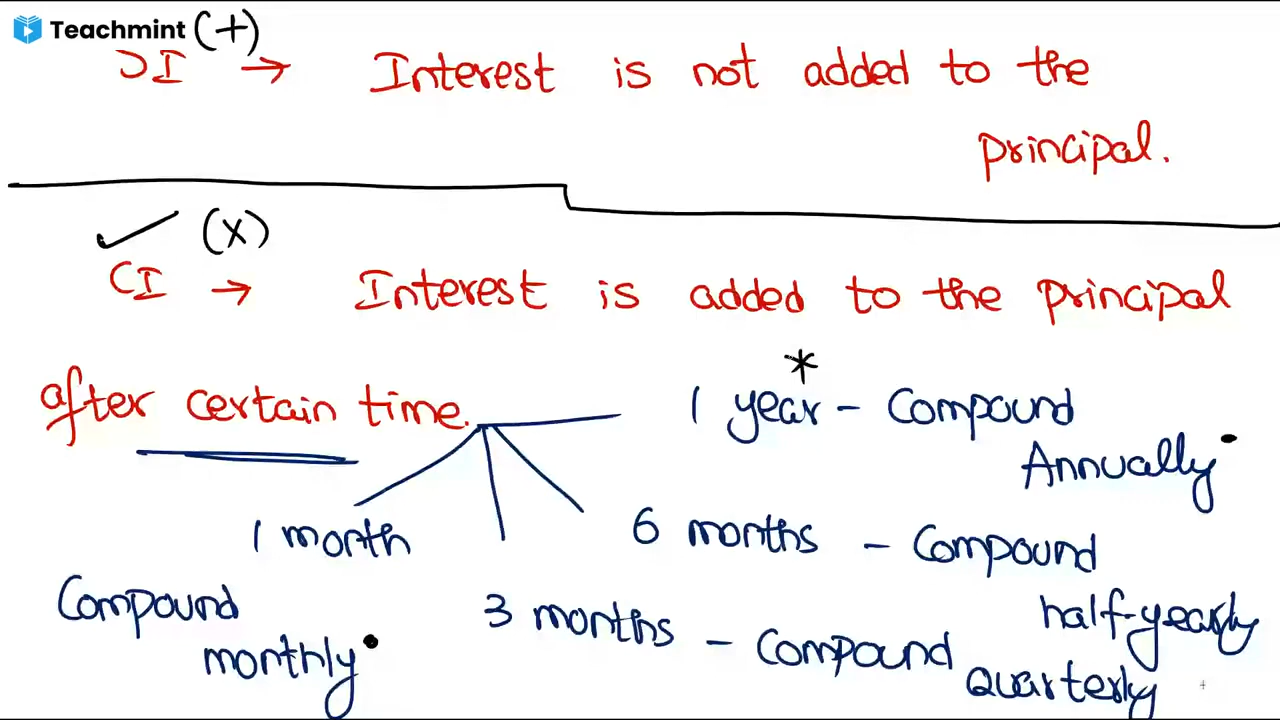 Teachmint (+)
SI → Interest is not added to the
principal.
✓ (x)
CI → Interest is added to the principal
after certain time.
1 year* - Compound
Annually
1 month
6 months - Compound
half-yearly
Compound
monthly
3 months - Compound
quarterly